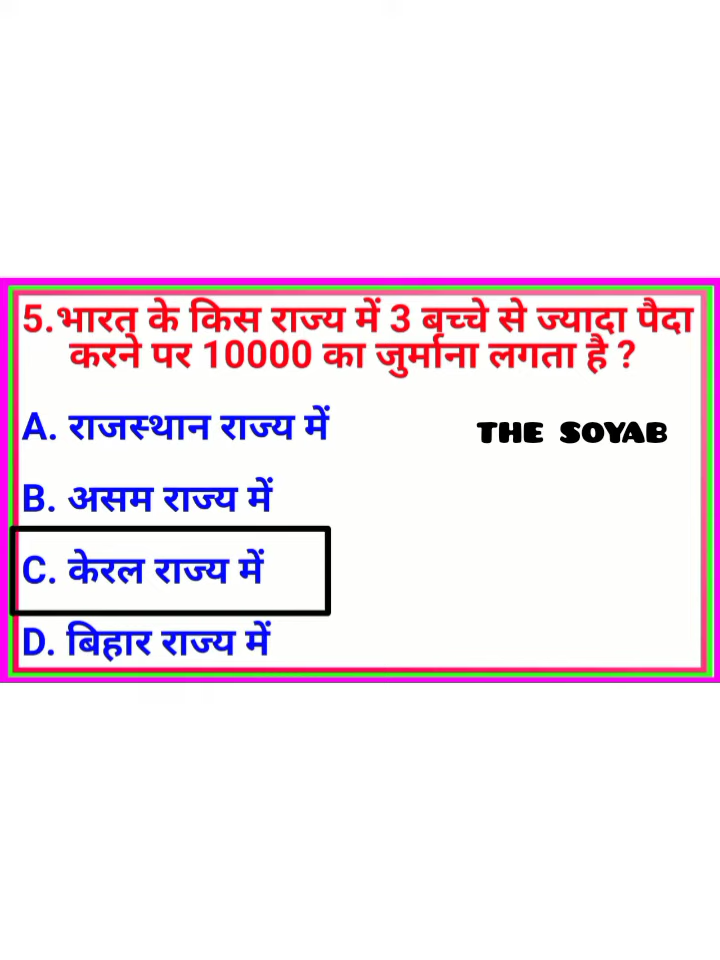 5.भारत के किस राज्य में 3 बच्चे से ज्यादा पैदा
करने पर 10000 का जुर्माना लगता है ?
A. राजस्थान राज्य में
THE SOYAB
B. असम राज्य में
C. केरल राज्य में
D. बिहार राज्य में